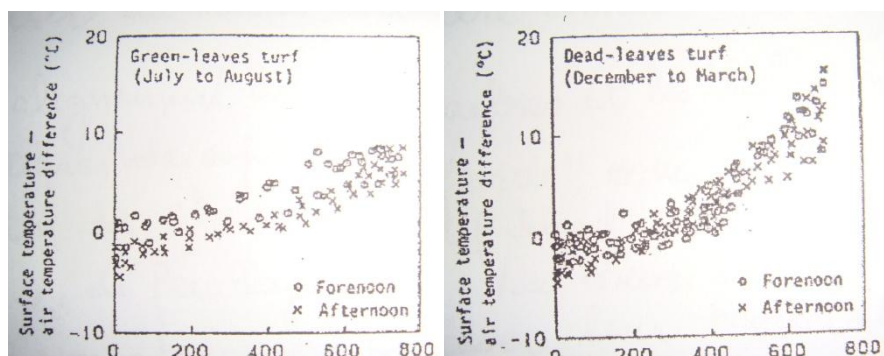 Surface temperature —
air temperature difference (°C)
20
10
0
-10
Green-leaves turf
(July to August)
o Forenoon
x Afternoon
0 200 400 600 800
Surface temperature —
air temperature difference (°C)
20
10
0
-10
Dead-leaves turf
(December to March)
o Forenoon
x Afternoon
0 200 400 600 800